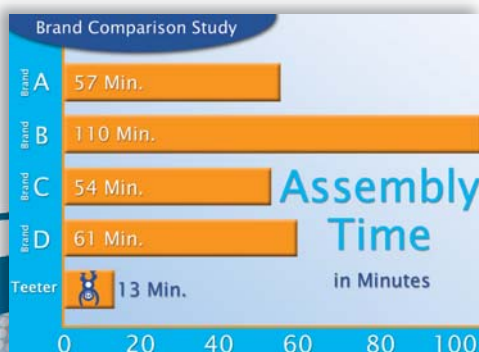 Brand Comparison Study
Brand A 57 Min.
Brand B 110 Min.
Brand C 54 Min.
Assembly
Time
in Minutes
Brand D 61 Min.
Teeter 13 Min.
0 20 40 60 80 100